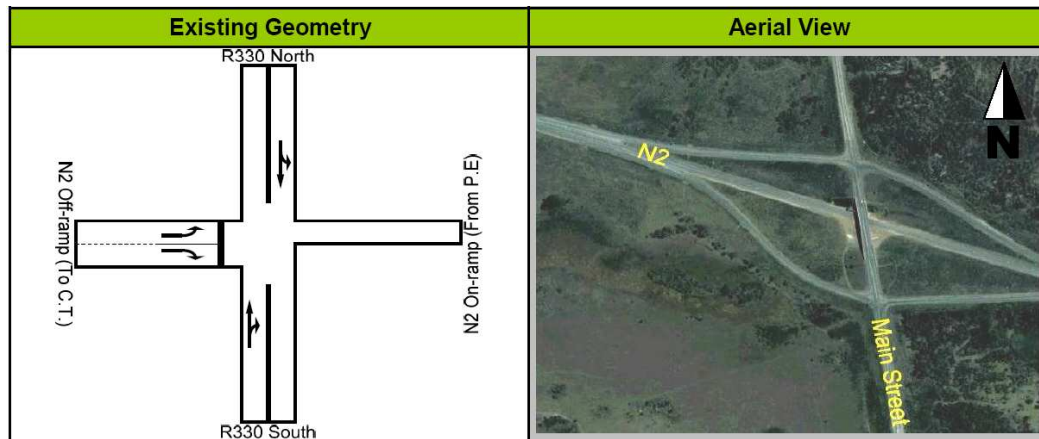 Existing Geometry
Aerial View
R330 North
N2 Off-ramp (To C.T.)
N2 On-ramp (From P.E)
R330 South
N2
N
Main Street